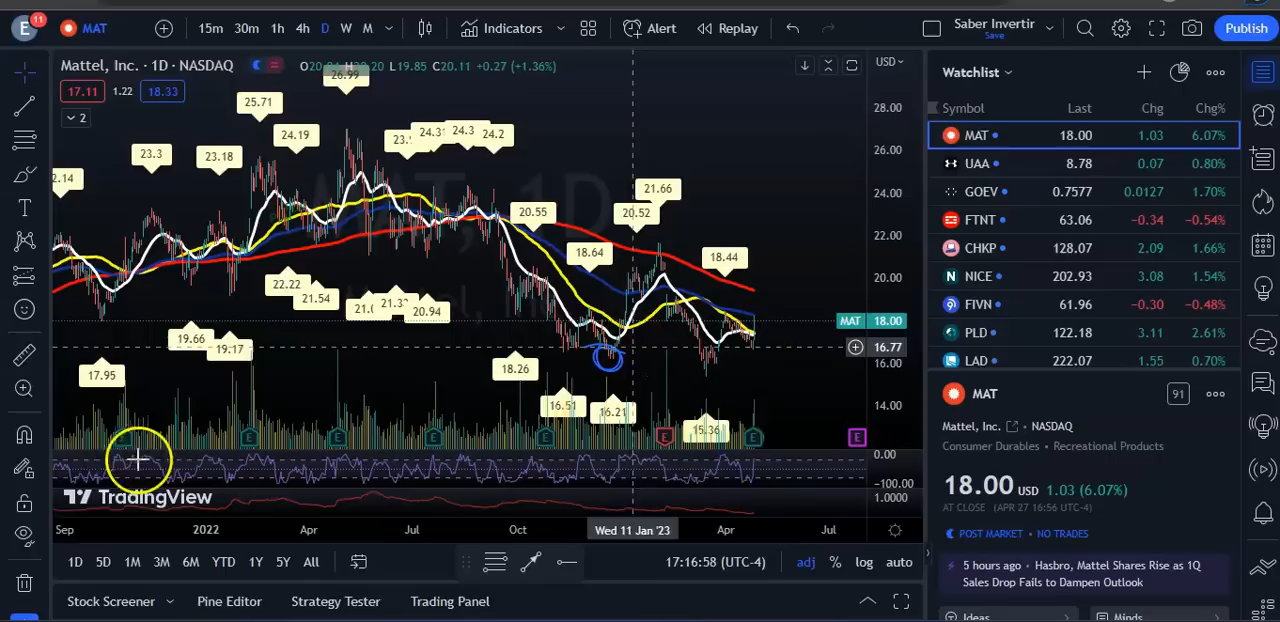 E 11 MAT 15m 30m 1h 4h D W M Indicators Alert Replay Saber Invertir Save Publish
Mattel, Inc. · 1D · NASDAQ L19.85 C20.11 +0.27 (+1.36%) USD
17.11 1.22 18.33
2
26.99
25.71
24.19
24.3
24.2
23.3
23.18
21.66
20.55
20.52
18.64
18.44
22.22
21.54
20.94
19.66
19.17
17.95
18.26
16.51
16.21
15.36
MAT, 1D
Mattel, Inc.
28.00
26.00
24.00
22.00
20.00
MAT 18.00
16.77
16.00
14.00
0.00
−100.00
1.0000
E E E E E E E E
TradingView
Sep 2022 Apr Jul Oct Wed 11 Jan '23 Apr Jul
1D 5D 1M 3M 6M YTD 1Y 5Y All 17:16:58 (UTC-4) adj % log auto
Stock Screener Pine Editor Strategy Tester Trading Panel
Watchlist
Symbol Last Chg Chg%
MAT 18.00 1.03 6.07%
UAA 8.78 0.07 0.80%
GOEV 0.7577 0.0127 1.70%
FTNT 63.06 −0.34 −0.54%
CHKP 128.07 2.09 1.66%
N NICE 202.93 3.08 1.54%
FIVN 61.96 −0.30 −0.48%
PLD 122.18 3.11 2.61%
LAD 222.07 1.55 0.70%
MAT 91
Mattel, Inc. · NASDAQ
Consumer Durables · Recreational Products
18.00 USD 1.03 (6.07%)
AT CLOSE (APR 27 16:56 UTC-4)
POST MARKET · NO TRADES
5 hours ago · Hasbro, Mattel Shares Rise as 1Q
Sales Drop Fails to Dampen Outlook
Ideas Minds